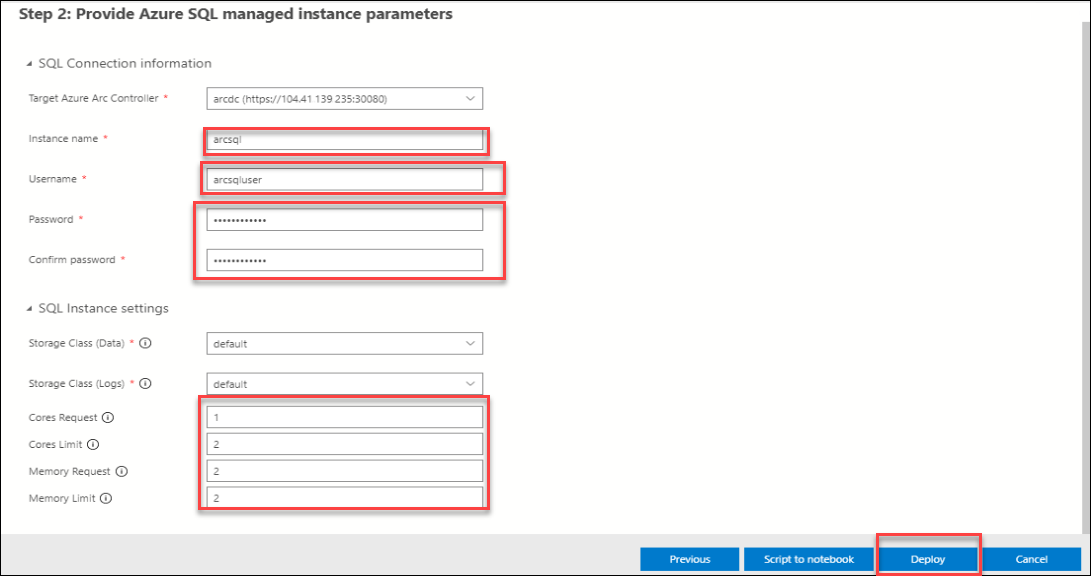 Step 2: Provide Azure SQL managed instance parameters
SQL Connection information
Target Azure Arc Controller * arcdc (https://104.41 139 235:30080)
Instance name * arcsql
Username * arcsqluser
Password * ••••••••••••
Confirm password * ••••••••••••
SQL Instance settings
Storage Class (Data) * default
Storage Class (Logs) * default
Cores Request 1
Cores Limit 2
Memory Request 2
Memory Limit 2
Previous Script to notebook Deploy Cancel